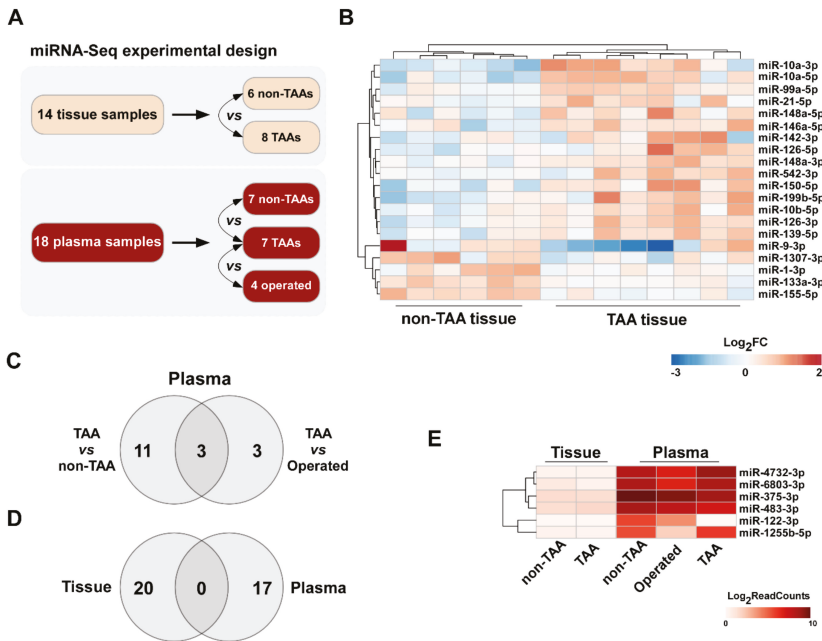 A
miRNA-Seq experimental design
14 tissue samples
6 non-TAAs
vs
8 TAAs
18 plasma samples
7 non-TAAs
vs
7 TAAs
vs
4 operated
B
miR-10a-3p
miR-10a-5p
miR-99a-5p
miR-21-5p
miR-148a-5p
miR-146a-5p
miR-142-3p
miR-126-5p
miR-148a-3p
miR-542-3p
miR-150-5p
miR-199b-5p
miR-10b-5p
miR-126-3p
miR-139-5p
miR-9-3p
miR-1307-3p
miR-1-3p
miR-133a-3p
miR-155-5p
non-TAA tissue
TAA tissue
Log2FC
-3 0 2
C
Plasma
TAA
vs
non-TAA
11
3
3
TAA
vs
Operated
D
Tissue
20
0
17
Plasma
E
Tissue
Plasma
miR-4732-3p
miR-6803-3p
miR-375-3p
miR-483-3p
miR-122-3p
miR-1255b-5p
non-TAA
TAA
non-TAA
Operated
TAA
Log2ReadCounts
0 10